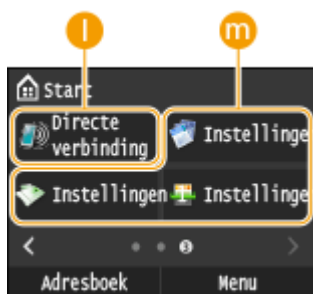 l m
Start
Directe
verbinding
Instellinge
Instellingen
Instellinge
3
Adresboek Menu